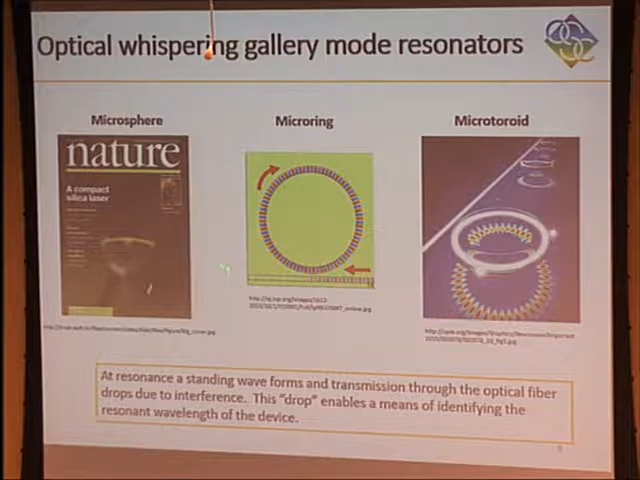 Optical whispering gallery mode resonators
Microsphere
Microring
Microtoroid
nature
A compact
silica laser
At resonance a standing wave forms and transmission through the optical fiber
drops due to interference. This "drop" enables a means of identifying the
resonant wavelength of the device.